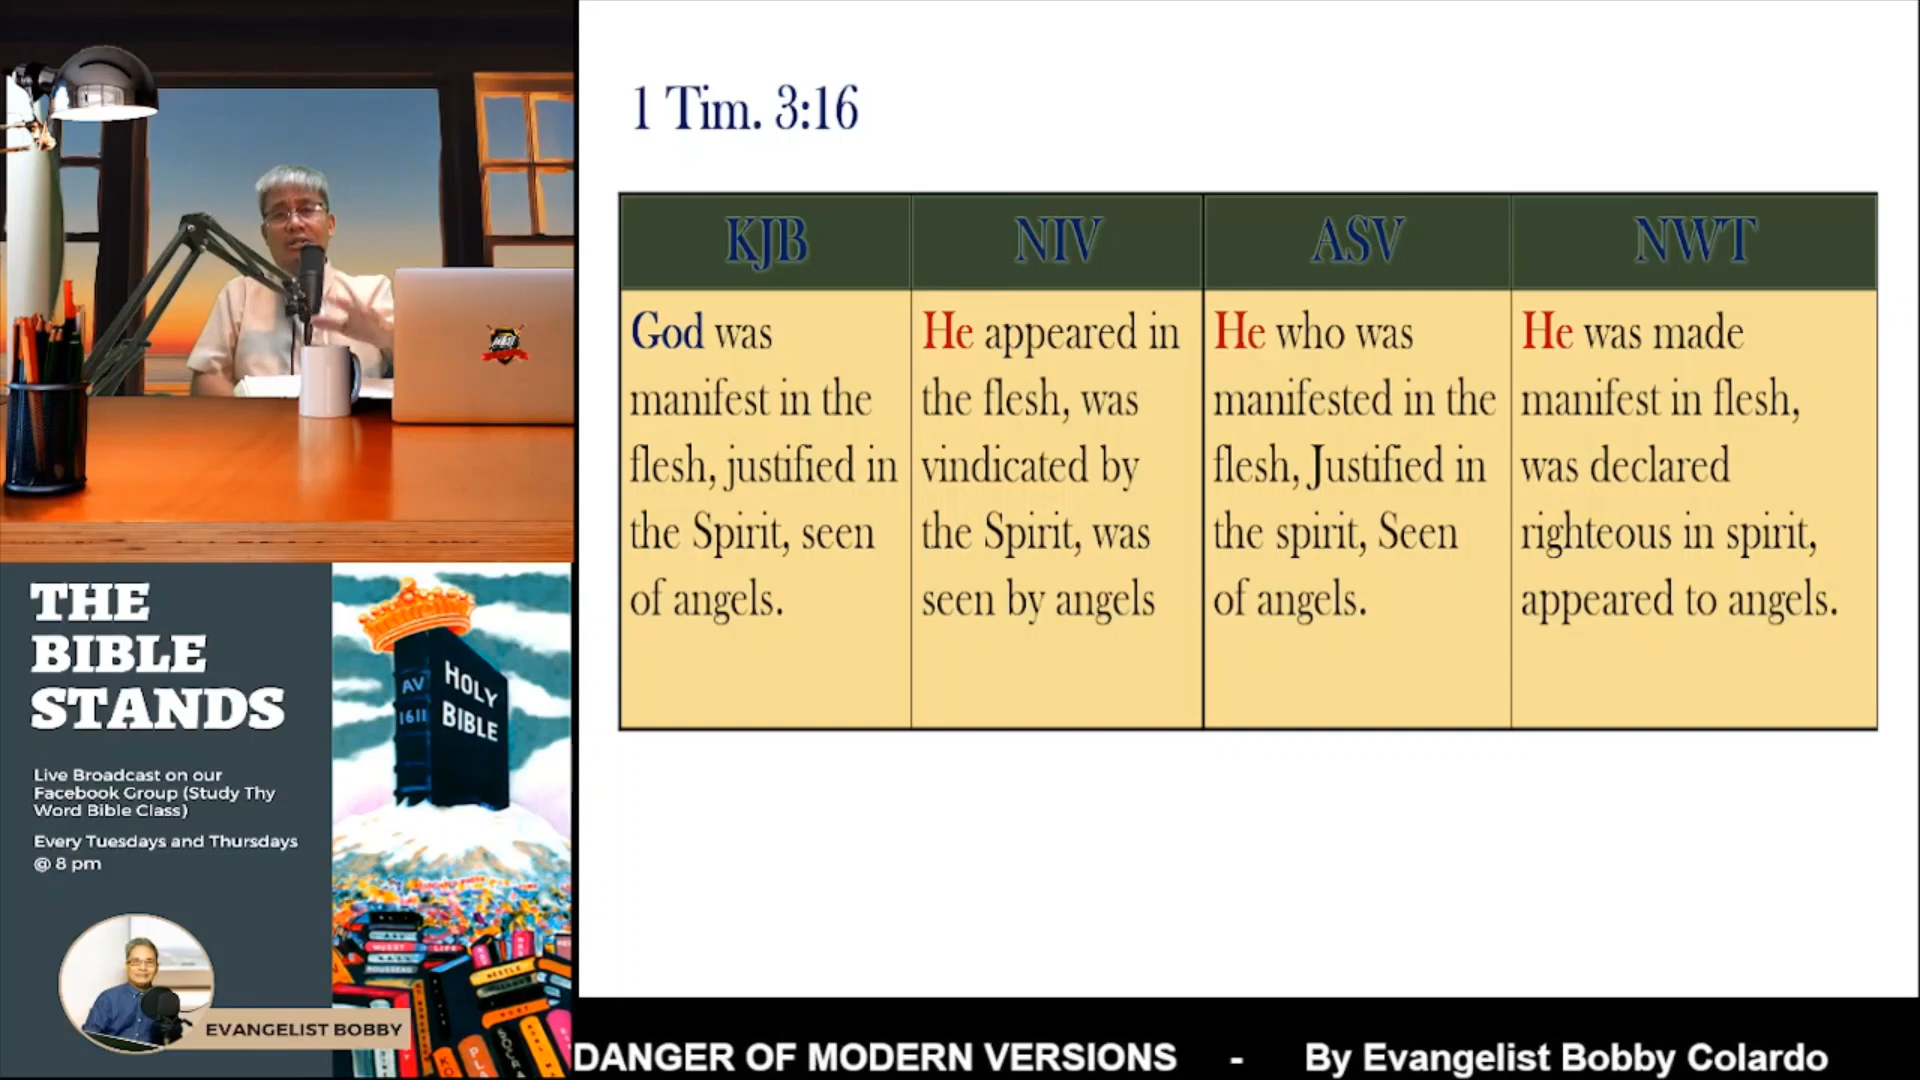 1 Tim. 3:16
KJB
NIV
ASV
NWT
God was
manifest in the
flesh, justified in
the Spirit, seen
of angels.
He appeared in
the flesh, was
vindicated by
the Spirit, was
seen by angels
He who was
manifested in the
flesh, Justified in
the spirit, Seen
of angels.
He was made
manifest in flesh,
was declared
righteous in spirit,
appeared to angels.
THE
BIBLE
STANDS
Live Broadcast on our
Facebook Group (Study Thy
Word Bible Class)
Every Tuesdays and Thursdays
@ 8 pm
EVANGELIST BOBBY
AV
1611
HOLY
BIBLE
DANGER OF MODERN VERSIONS - By Evangelist Bobby Colardo